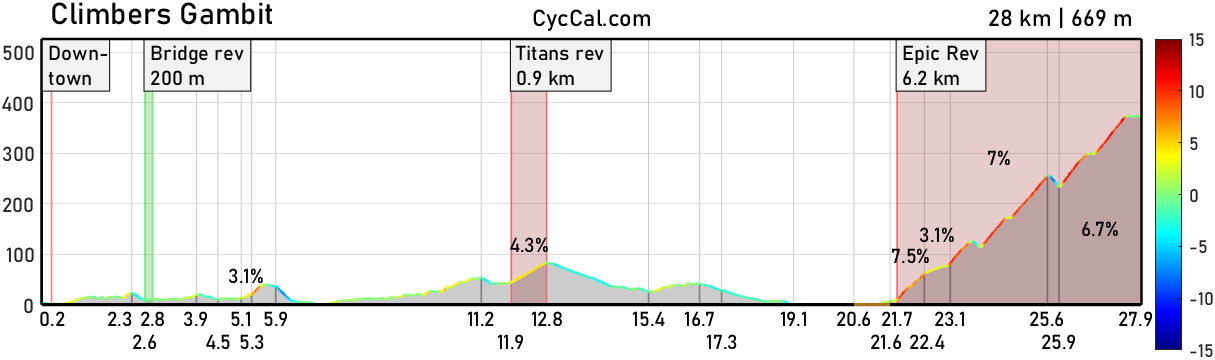 Climbers Gambit
CycCal.com
28 km | 669 m
Down-
town
Bridge rev
200 m
Titans rev
0.9 km
Epic Rev
6.2 km
500
400
300
200
100
0
3.1%
4.3%
7.5%
3.1%
7%
6.7%
0.2 2.3 2.8 3.9 5.1 5.9 11.2 12.8 15.4 16.7 19.1 20.6 21.7 23.1 25.6 27.9
2.6 4.5 5.3 11.9 17.3 21.6 22.4 25.9
15
10
5
0
-5
-10
-15